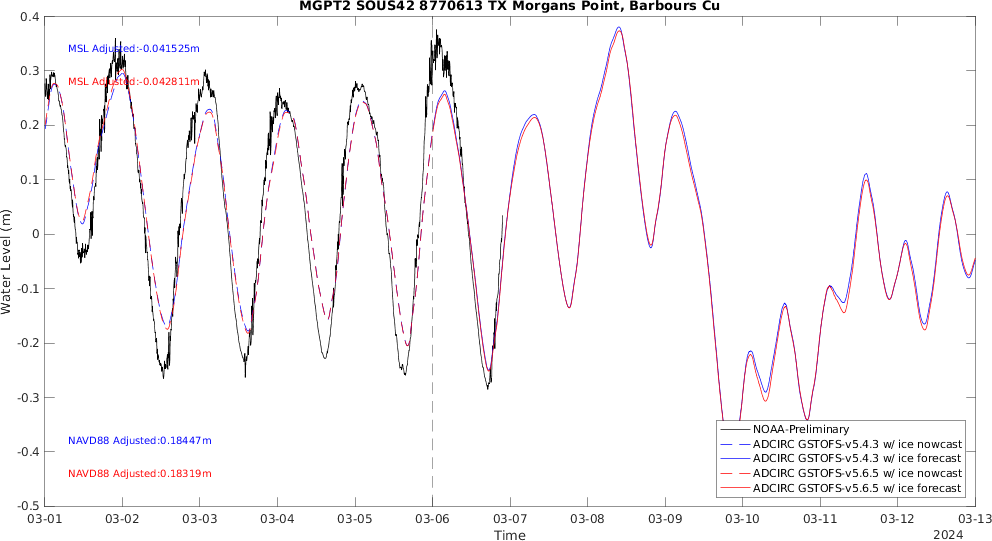 MGPT2 SOUS42 8770613 TX Morgans Point, Barbours Cu
0.4
0.3
0.2
0.1
0
-0.1
-0.2
-0.3
-0.4
-0.5
Water Level (m)
MSL Adjusted:-0.041525m
MSL Adjusted:-0.042811m
NAVD88 Adjusted:0.18447m
NAVD88 Adjusted:0.18319m
NOAA-Preliminary
ADCIRC GSTOFS-v5.4.3 w/ ice nowcast
ADCIRC GSTOFS-v5.4.3 w/ ice forecast
ADCIRC GSTOFS-v5.6.5 w/ ice nowcast
ADCIRC GSTOFS-v5.6.5 w/ ice forecast
03-01 03-02 03-03 03-04 03-05 03-06 03-07 03-08 03-09 03-10 03-11 03-12 03-13
Time
2024